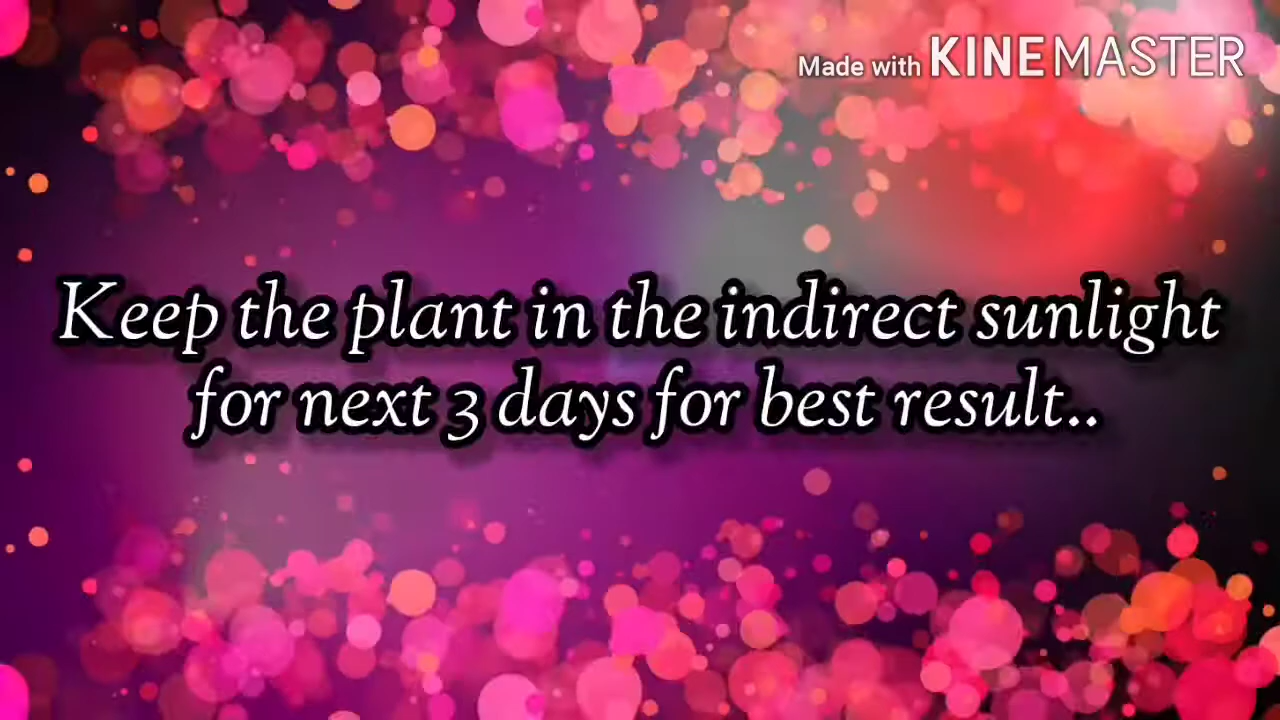 Made with KINEMASTER
Keep the plant in the indirect sunlight
for next 3 days for best result..